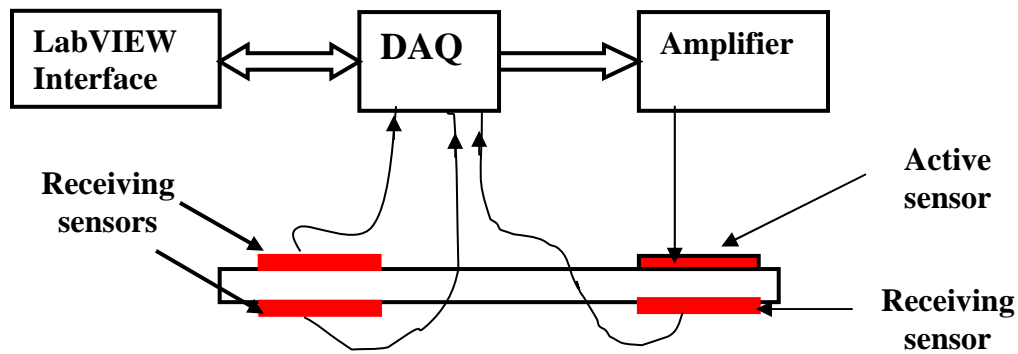 LabVIEW
Interface
DAQ
Amplifier
Receiving
sensors
Active
sensor
Receiving
sensor